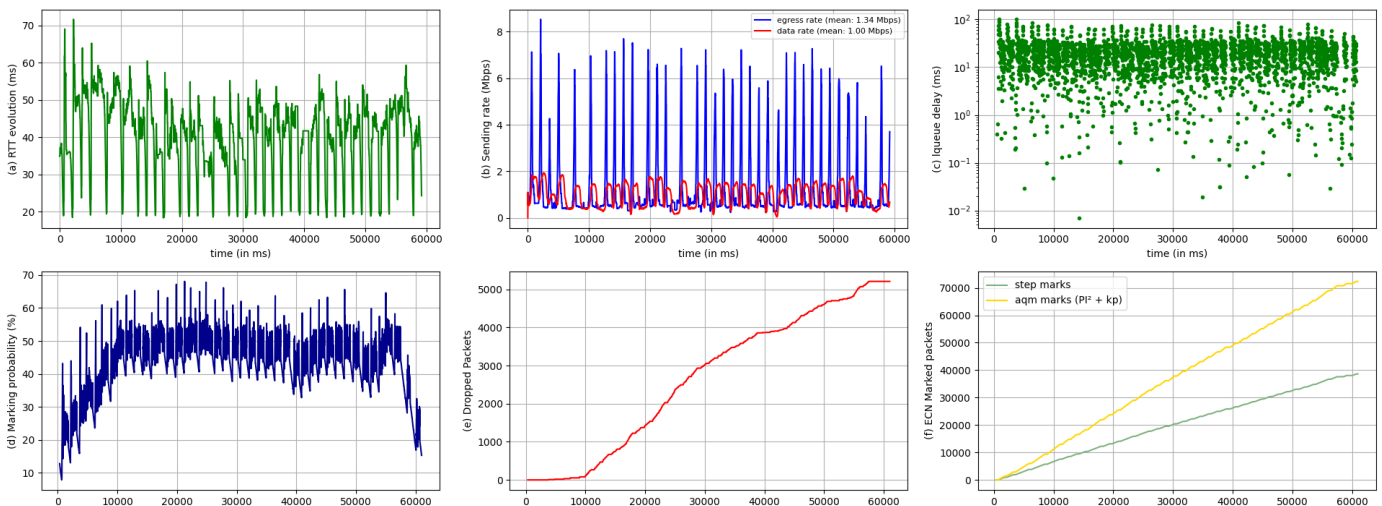 (a) RTT evolution (ms)
70
60
50
40
30
20
0 10000 20000 30000 40000 50000 60000
time (in ms)
(b) Sending rate (Mbps)
8
6
4
2
0
egress rate (mean: 1.34 Mbps)
data rate (mean: 1.00 Mbps)
0 10000 20000 30000 40000 50000 60000
time (in ms)
(c) lqueue delay (ms)
10²
10¹
10⁰
10⁻¹
10⁻²
0 10000 20000 30000 40000 50000 60000
time (in ms)
(d) Marking probability (%)
70
60
50
40
30
20
10
0 10000 20000 30000 40000 50000 60000
(e) Dropped Packets
5000
4000
3000
2000
1000
0
0 10000 20000 30000 40000 50000 60000
(f) ECN Marked packets
70000
60000
50000
40000
30000
20000
10000
0
step marks
aqm marks (PI² + kp)
0 10000 20000 30000 40000 50000 60000